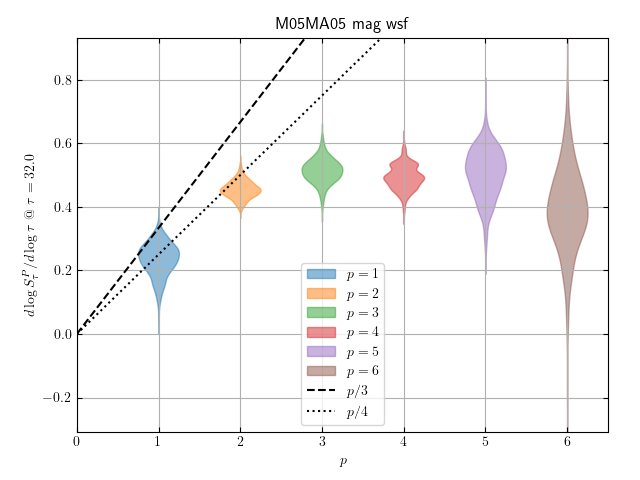 M05MA05 mag wsf
d log S_τ^P / d log τ @ τ = 32.0
0.8
0.6
0.4
0.2
0.0
−0.2
p = 1
p = 2
p = 3
p = 4
p = 5
p = 6
p/3
p/4
0 1 2 3 4 5 6
p